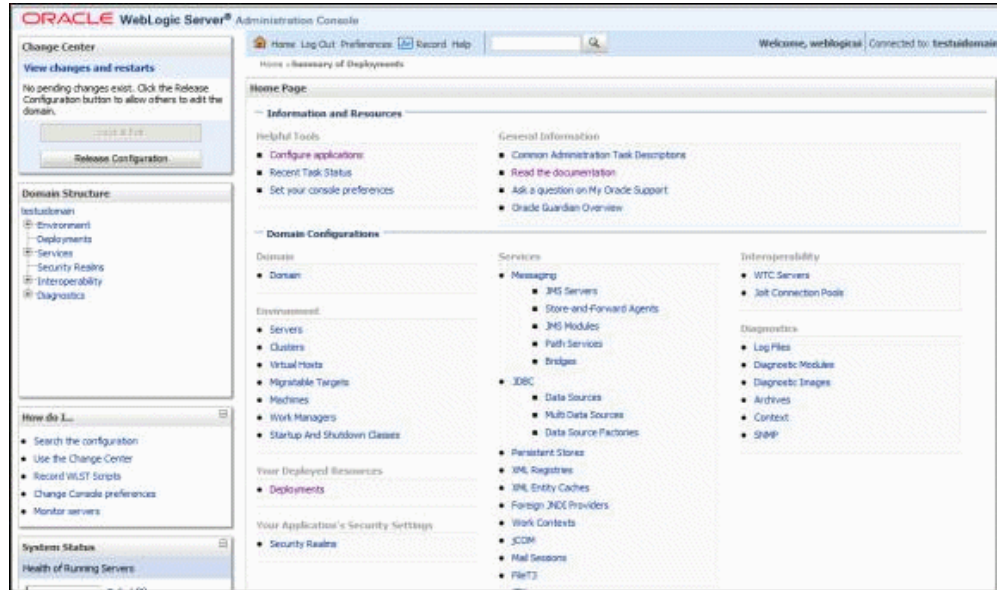 ORACLE WebLogic Server® Administration Console
Change Center
View changes and restarts
No pending changes exist. Click the Release
Configuration button to allow others to edit the
domain.
Release Configuration
Domain Structure
testuidomain
Environment
Deployments
Services
Security Realms
Interoperability
Diagnostics
How do I...
Search the configuration
Use the Change Center
Record WLST Scripts
Change Console preferences
Monitor servers
System Status
Health of Running Servers
Home Log Out Preferences Record Help
Welcome, weblogicui Connected to: testuidomain
Home > Summary of Deployments
Home Page
Information and Resources
Helpful Tools
Configure applications
Recent Task Status
Set your console preferences
General Information
Common Administration Task Descriptions
Read the documentation
Ask a question on My Oracle Support
Oracle Guardian Overview
Domain Configurations
Domain
Domain
Environment
Servers
Clusters
Virtual Hosts
Migratable Targets
Machines
Work Managers
Startup And Shutdown Classes
Your Deployed Resources
Deployments
Your Application's Security Settings
Security Realms
Services
Messaging
JMS Servers
Store-and-Forward Agents
JMS Modules
Path Services
Bridges
JDBC
Data Sources
Multi Data Sources
Data Source Factories
Persistent Stores
XML Registries
XML Entity Caches
Foreign JNDI Providers
Work Contexts
jCOM
Mail Sessions
FileT3
Interoperability
WTC Servers
Jolt Connection Pools
Diagnostics
Log Files
Diagnostic Modules
Diagnostic Images
Archives
Context
SNMP